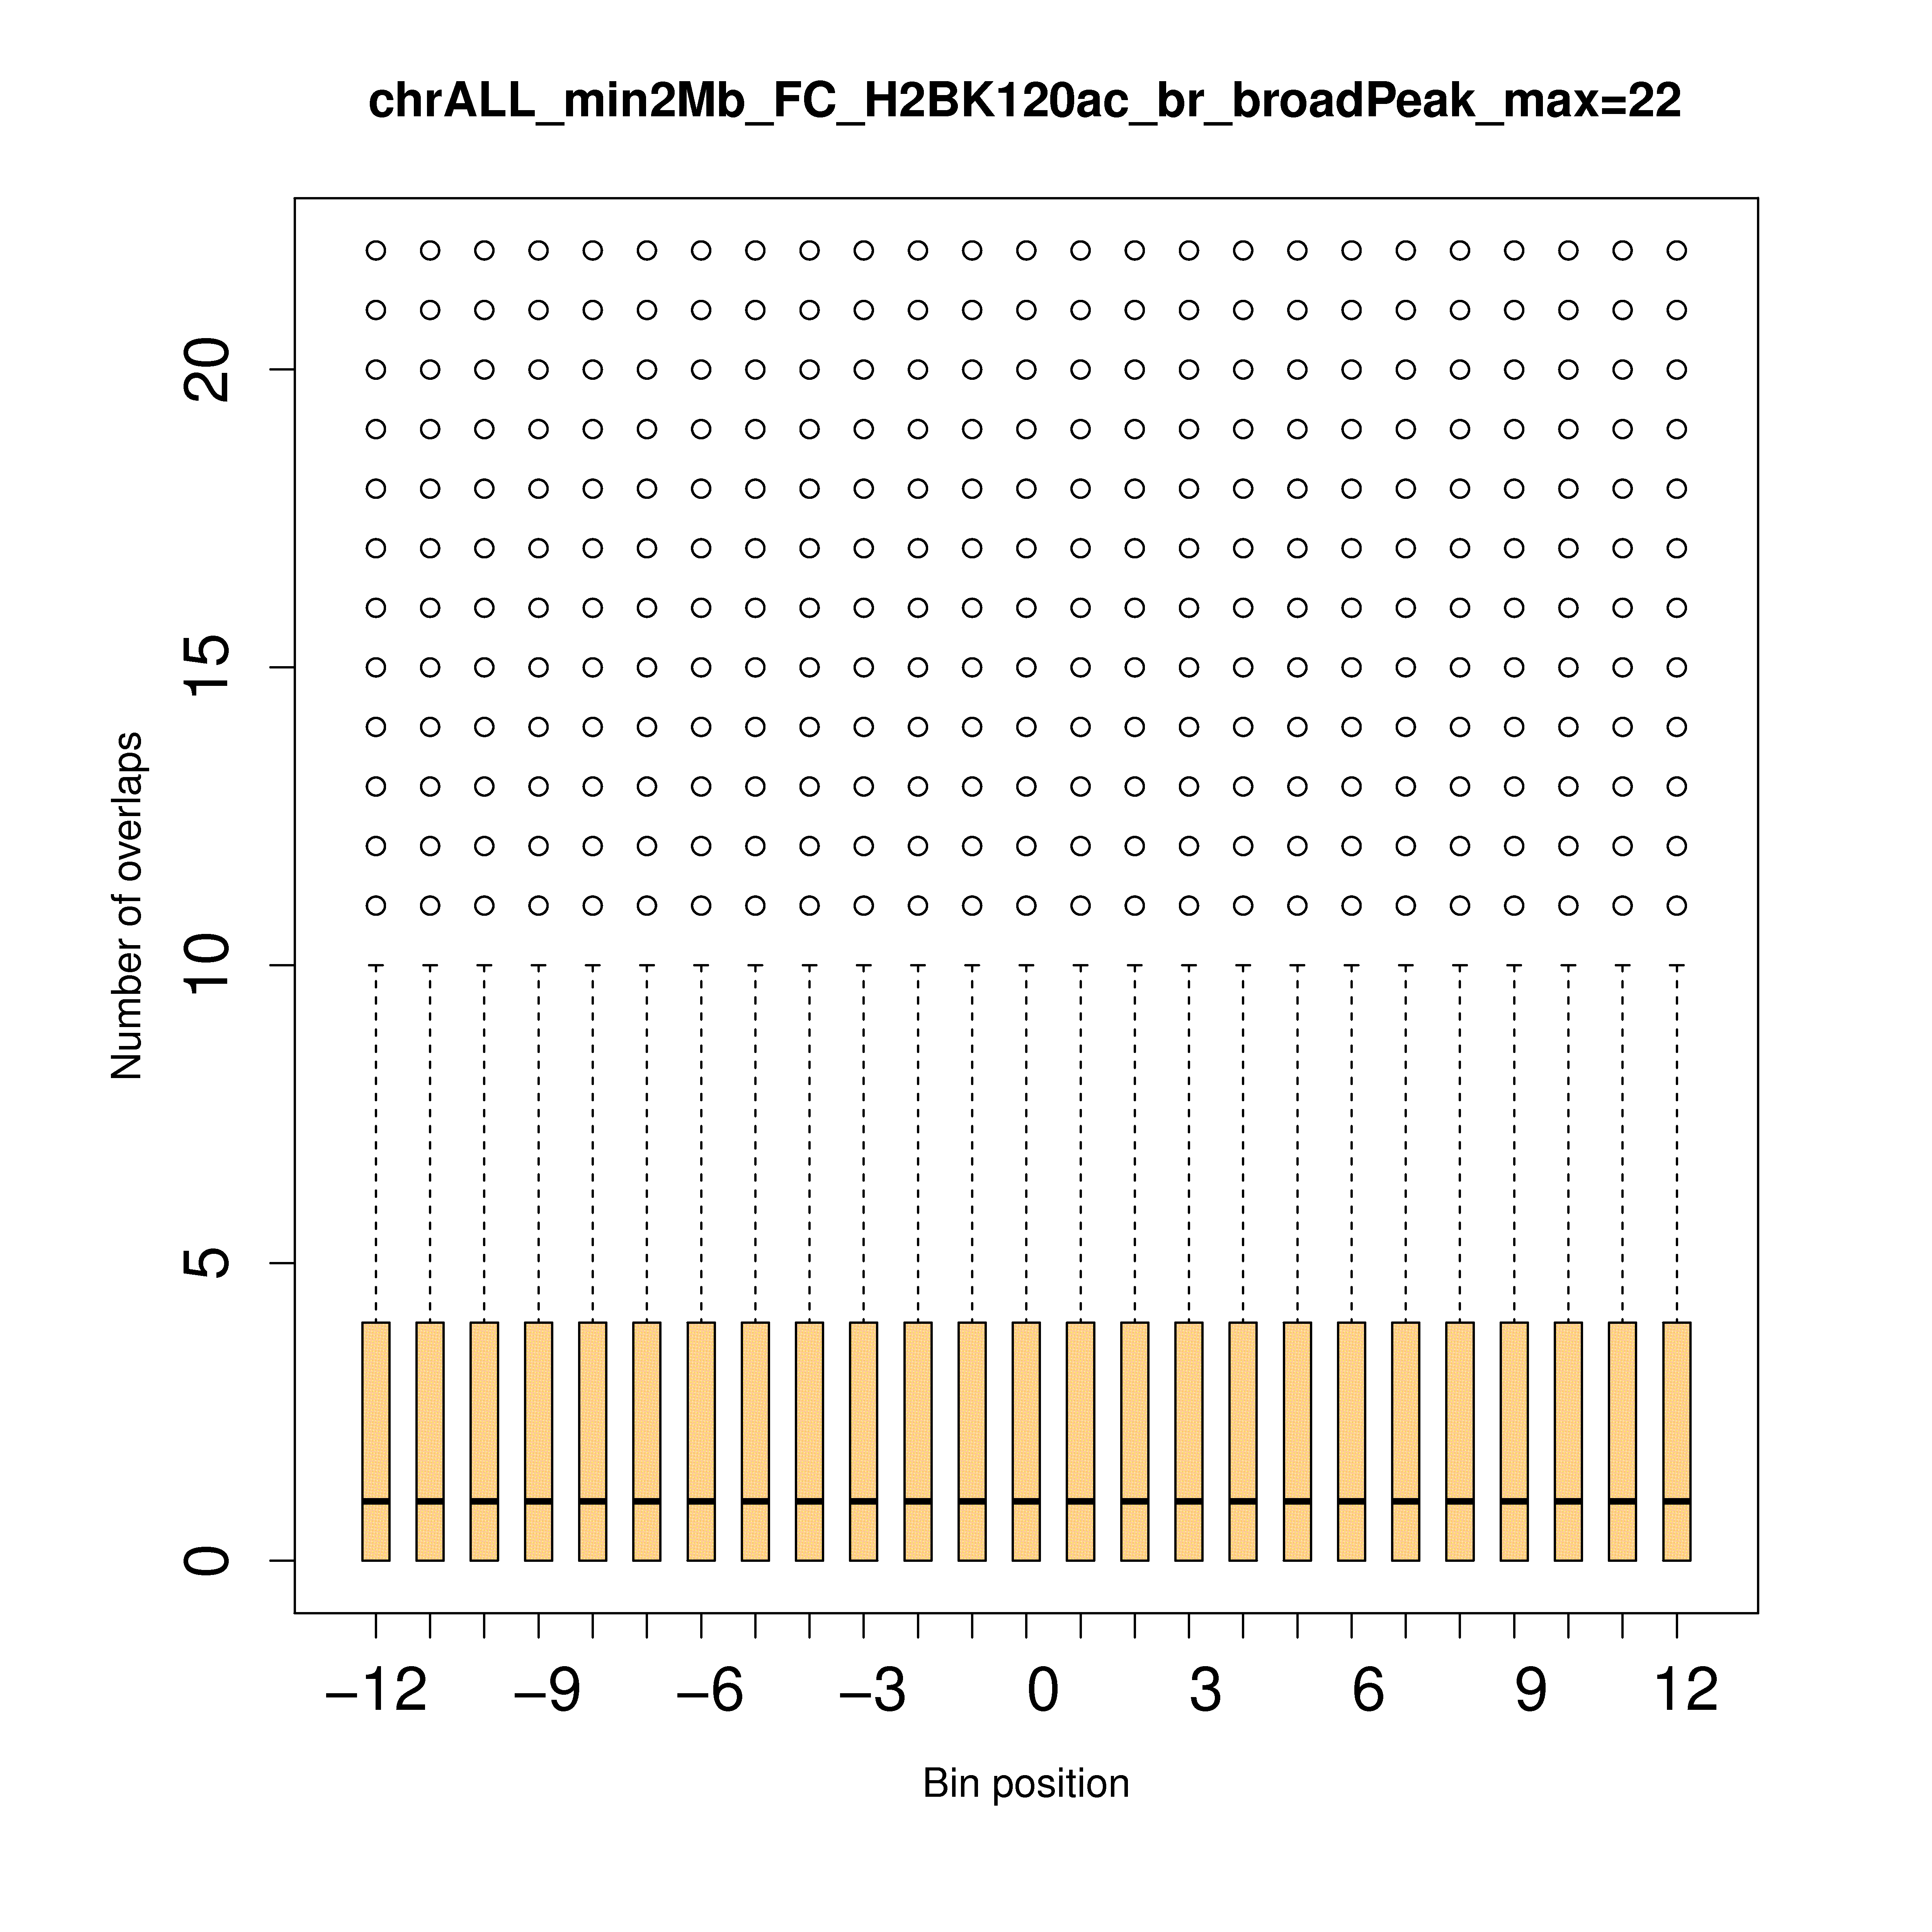 chrALL_min2Mb_FC_H2BK120ac_br_broadPeak_max=22
Number of overlaps
20
15
10
5
0
−12 −9 −6 −3 0 3 6 9 12
Bin position